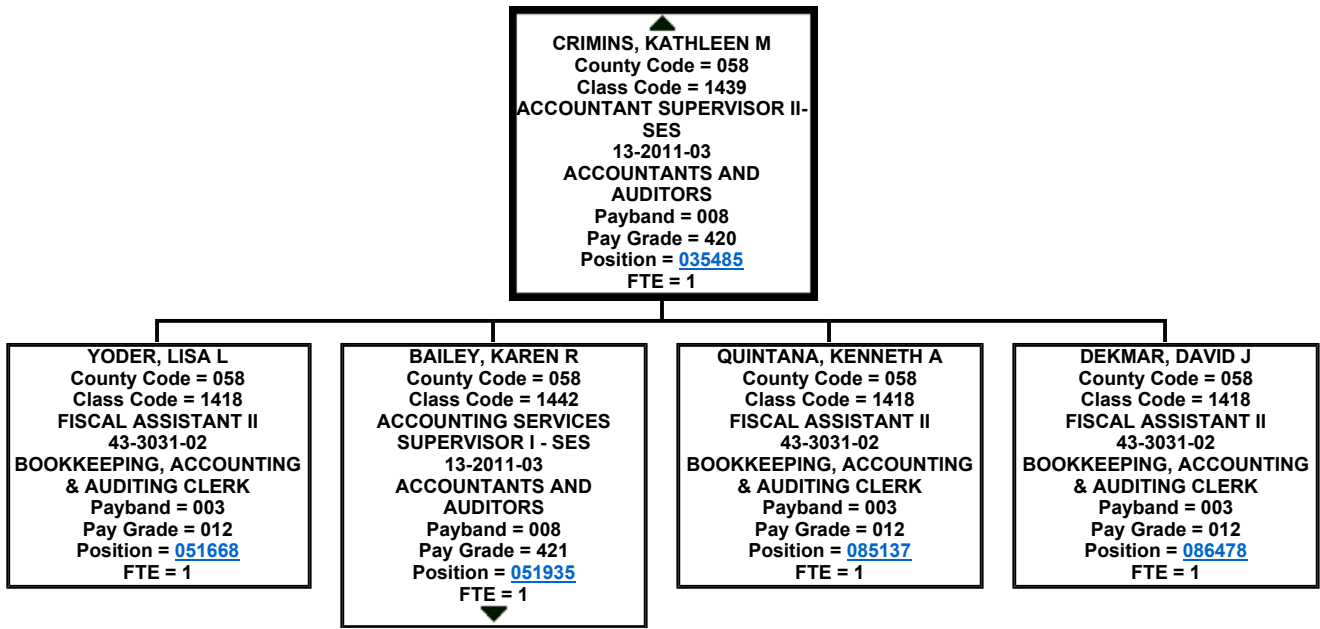 CRIMINS, KATHLEEN M
County Code = 058
Class Code = 1439
ACCOUNTANT SUPERVISOR II-
SES
13-2011-03
ACCOUNTANTS AND
AUDITORS
Payband = 008
Pay Grade = 420
Position = 035485
FTE = 1
YODER, LISA L
County Code = 058
Class Code = 1418
FISCAL ASSISTANT II
43-3031-02
BOOKKEEPING, ACCOUNTING
& AUDITING CLERK
Payband = 003
Pay Grade = 012
Position = 051668
FTE = 1
BAILEY, KAREN R
County Code = 058
Class Code = 1442
ACCOUNTING SERVICES
SUPERVISOR I - SES
13-2011-03
ACCOUNTANTS AND
AUDITORS
Payband = 008
Pay Grade = 421
Position = 051935
FTE = 1
QUINTANA, KENNETH A
County Code = 058
Class Code = 1418
FISCAL ASSISTANT II
43-3031-02
BOOKKEEPING, ACCOUNTING
& AUDITING CLERK
Payband = 003
Pay Grade = 012
Position = 085137
FTE = 1
DEKMAR, DAVID J
County Code = 058
Class Code = 1418
FISCAL ASSISTANT II
43-3031-02
BOOKKEEPING, ACCOUNTING
& AUDITING CLERK
Payband = 003
Pay Grade = 012
Position = 086478
FTE = 1